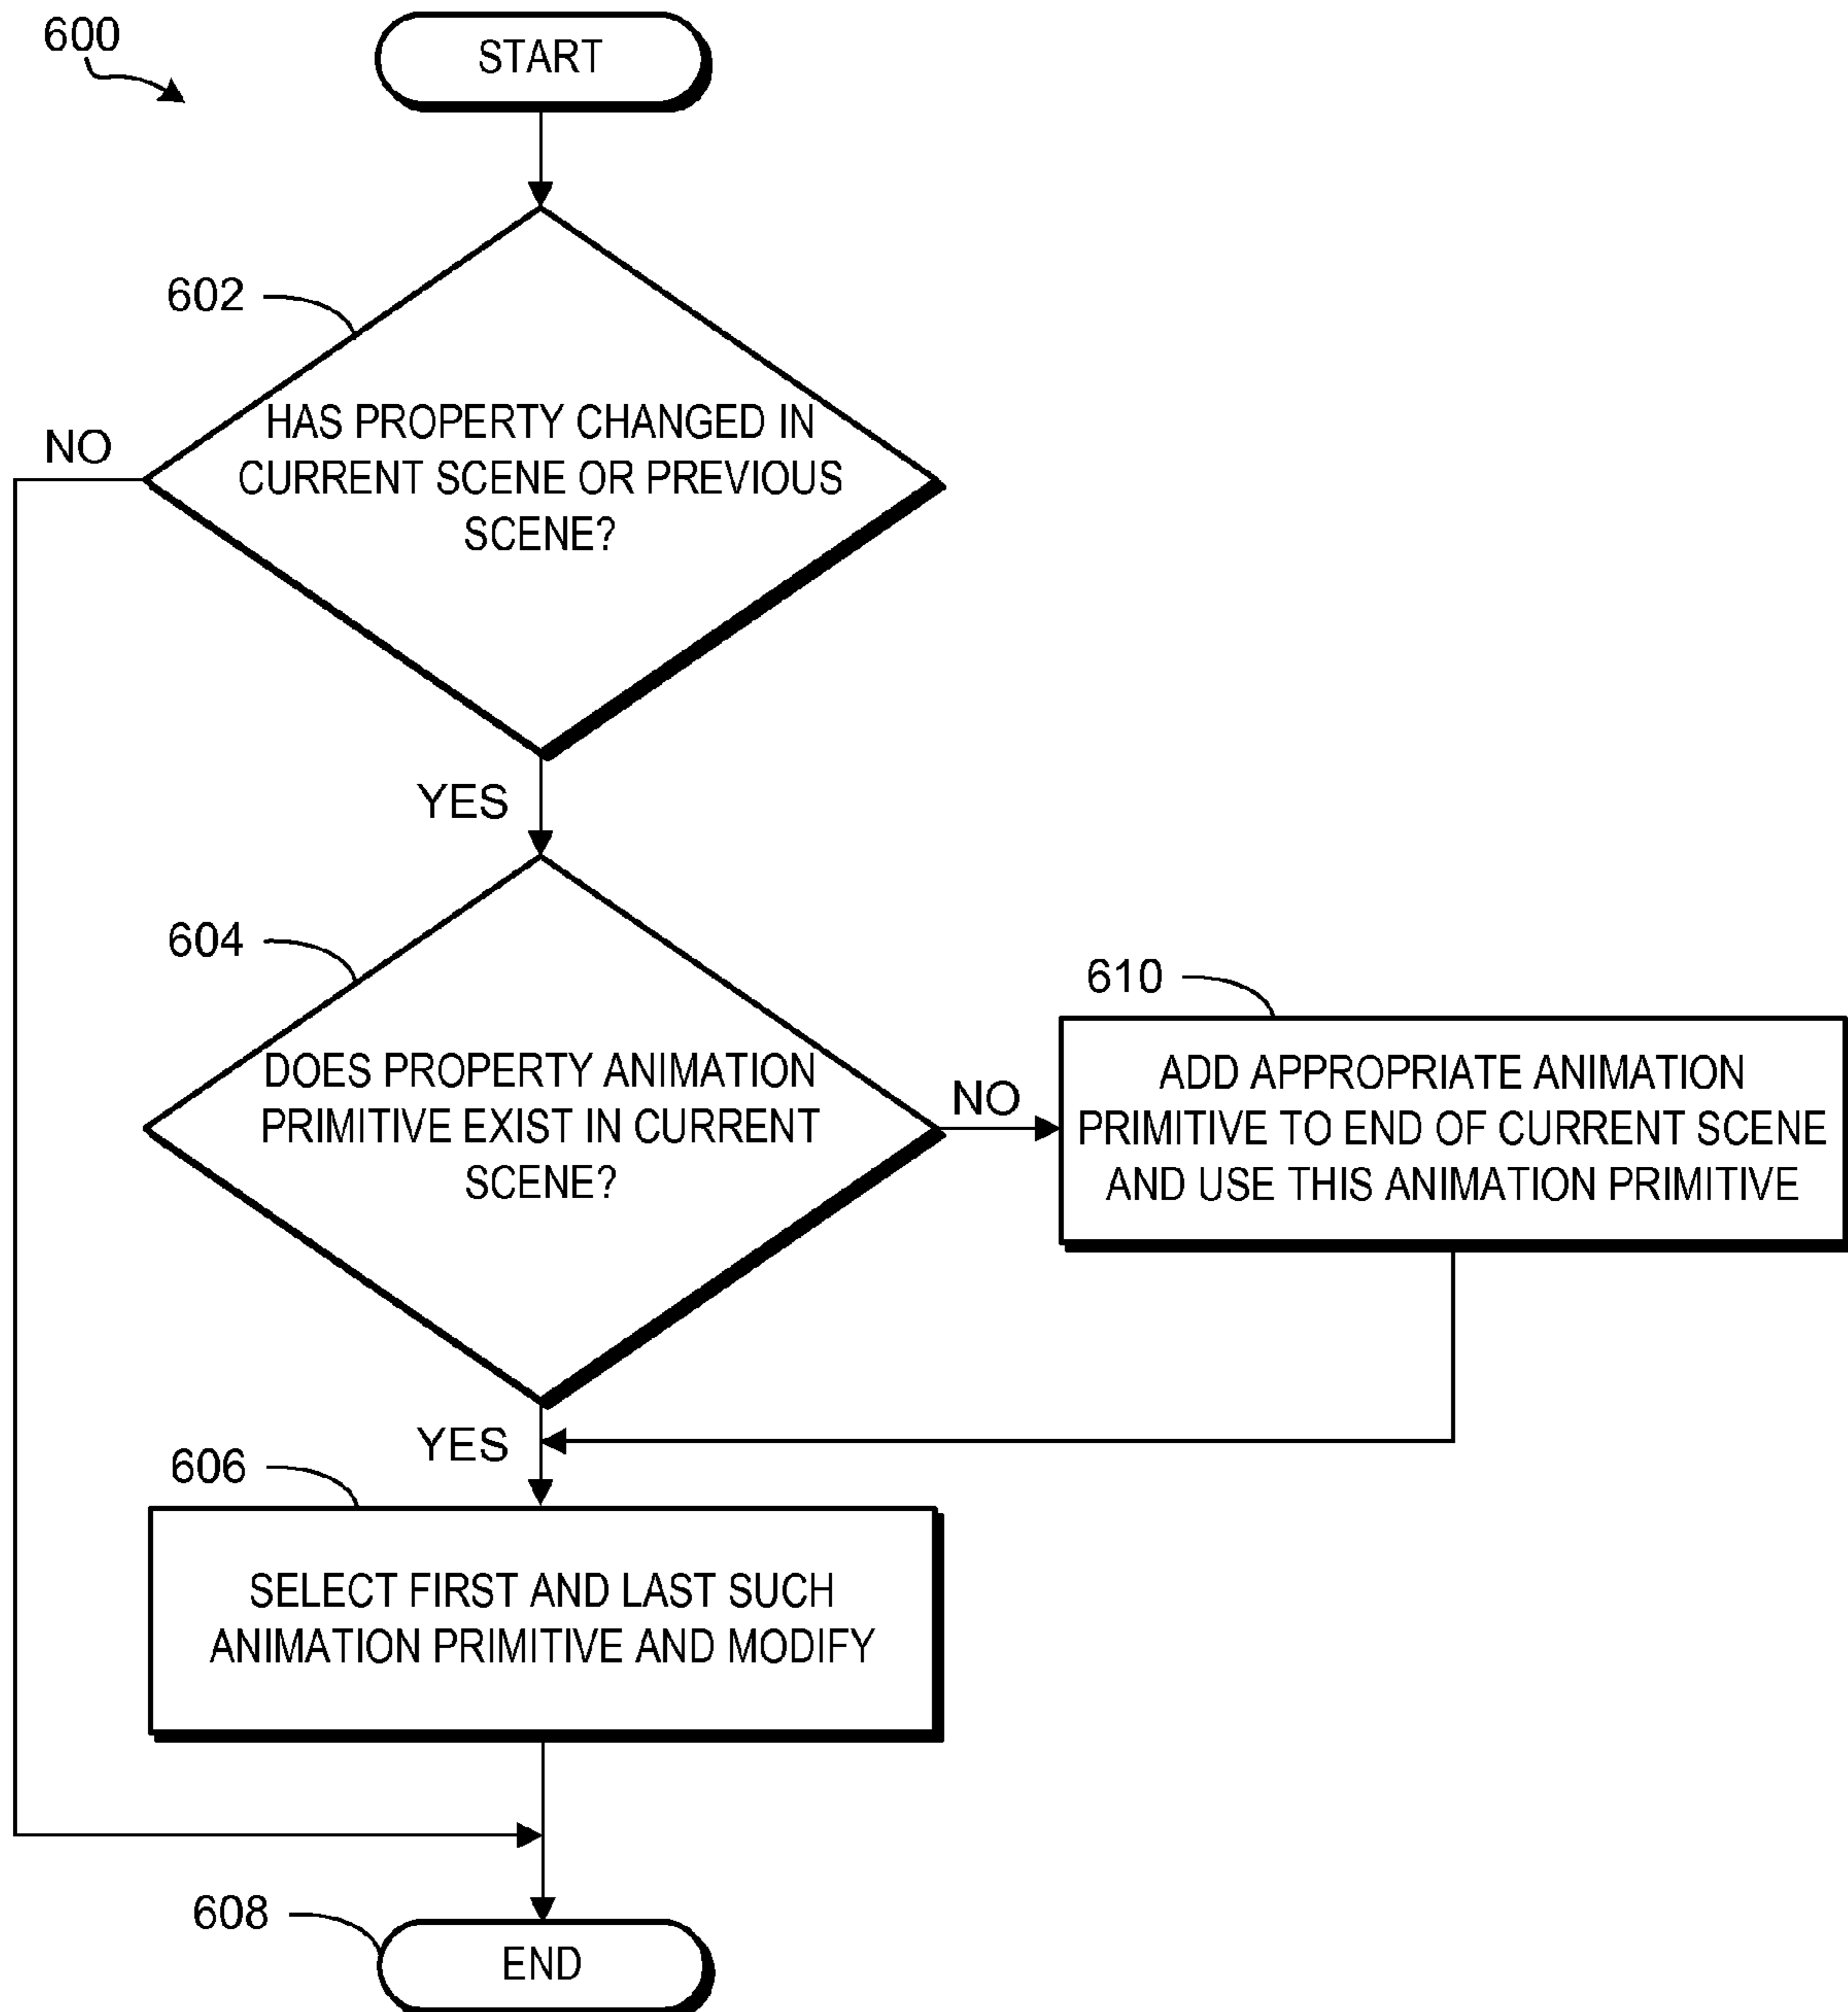 600
START
602
HAS PROPERTY CHANGED IN
CURRENT SCENE OR PREVIOUS
SCENE?
NO
YES
604
DOES PROPERTY ANIMATION
PRIMITIVE EXIST IN CURRENT
SCENE?
NO
610
ADD APPROPRIATE ANIMATION
PRIMITIVE TO END OF CURRENT SCENE
AND USE THIS ANIMATION PRIMITIVE
YES
606
SELECT FIRST AND LAST SUCH
ANIMATION PRIMITIVE AND MODIFY
608
END